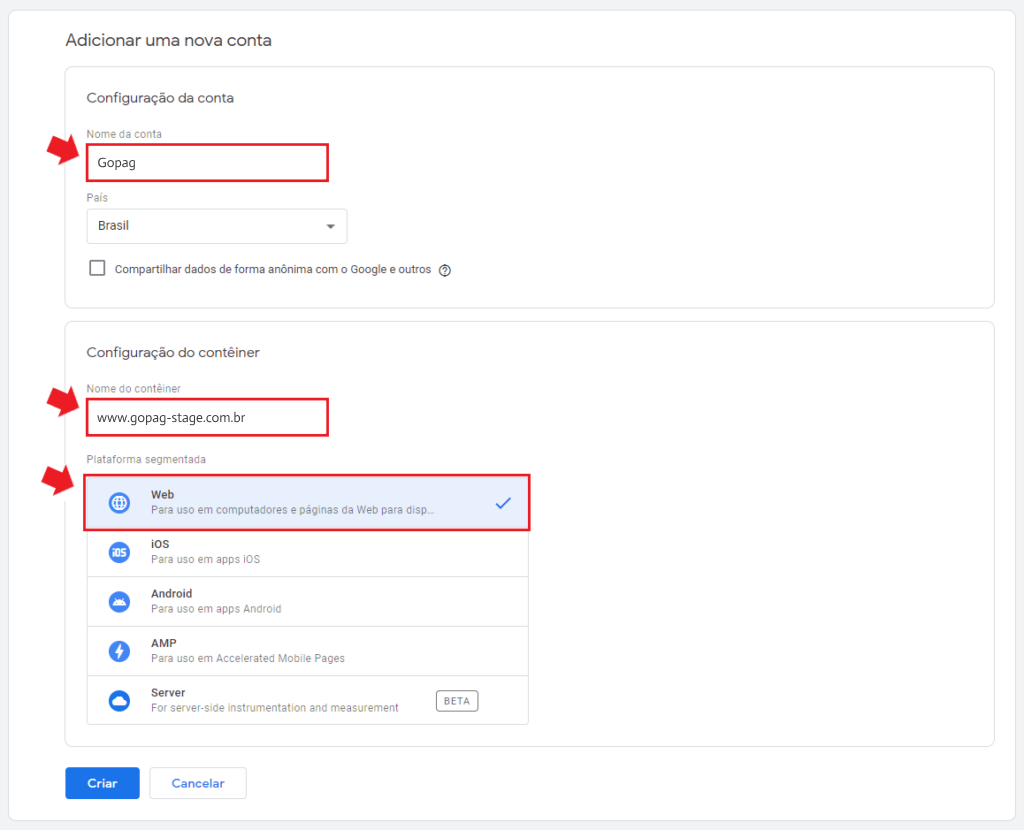 Adicionar uma nova conta
Configuração da conta
Nome da conta
Gopag
País
Brasil
Compartilhar dados de forma anônima com o Google e outros ?
Configuração do contêiner
Nome do contêiner
www.gopag-stage.com.br
Plataforma segmentada
Web
Para uso em computadores e páginas da Web para disp...
iOS
iOS
Para uso em apps iOS
Android
Para uso em apps Android
AMP
Para uso em Accelerated Mobile Pages
Server
For server-side instrumentation and measurement
BETA
Criar
Cancelar